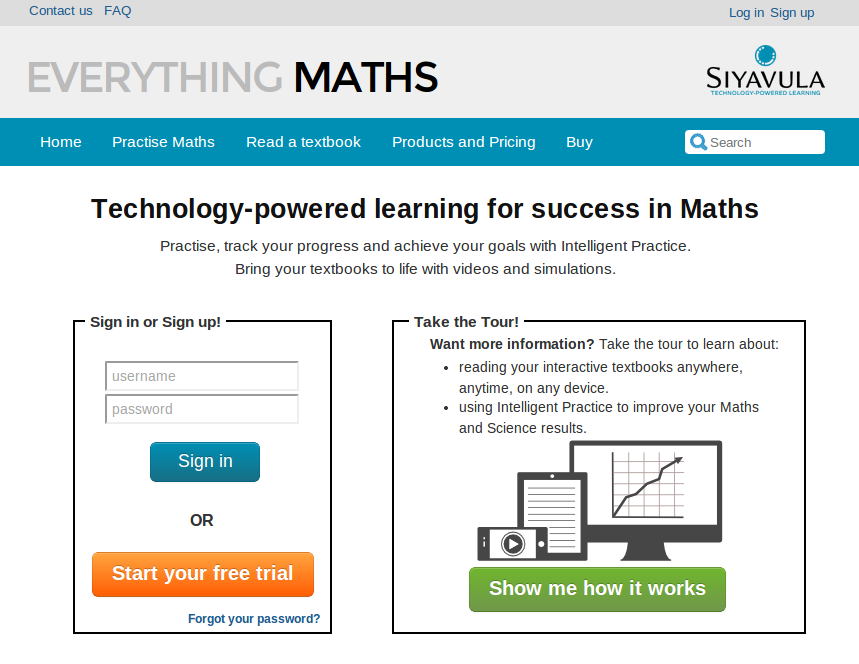 Contact us FAQ
Log in Sign up
EVERYTHING MATHS
SIYAVULA
TECHNOLOGY-POWERED LEARNING
Home Practise Maths Read a textbook Products and Pricing Buy Search
Technology-powered learning for success in Maths
Practise, track your progress and achieve your goals with Intelligent Practice.
Bring your textbooks to life with videos and simulations.
Sign in or Sign up!
username
password
Sign in
OR
Start your free trial
Forgot your password?
Take the Tour!
Want more information? Take the tour to learn about:
• reading your interactive textbooks anywhere,
anytime, on any device.
• using Intelligent Practice to improve your Maths
and Science results.
Show me how it works